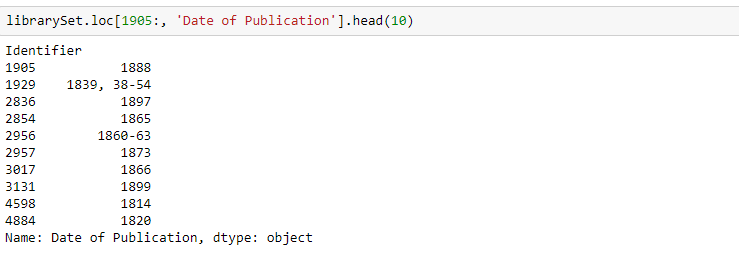 librarySet.loc[1905:, 'Date of Publication'].head(10)
Identifier
1905           1888
1929    1839, 38-54
2836           1897
2854           1865
2956        1860-63
2957           1873
3017           1866
3131           1899
4598           1814
4884           1820
Name: Date of Publication, dtype: object